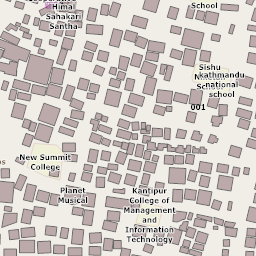 Himal
Sahakari
Santha
School
Sishu
kathmandu
national
school
001
New Summit
College
Planet
Musical
Kantipur
College of
Management
and
Information
Technology